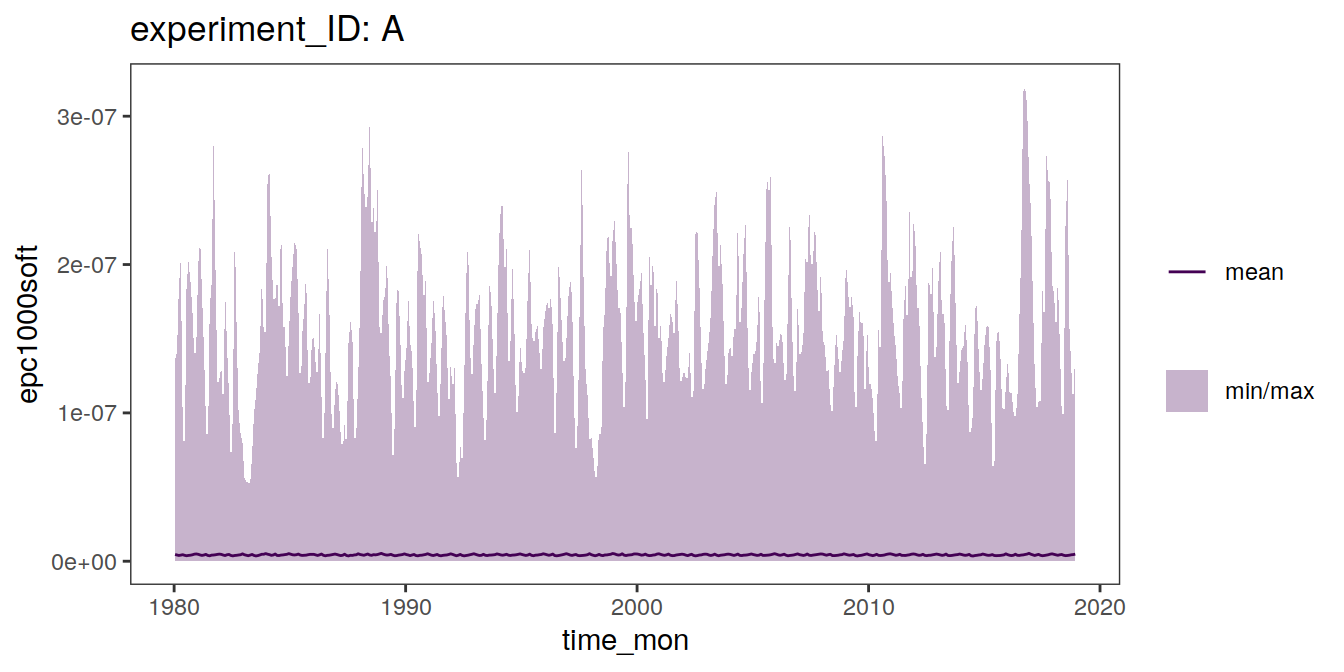 experiment_ID: A
3e-07
2e-07
1e-07
0e+00
epc1000soft
1980
1990
2000
2010
2020
time_mon
mean
min/max